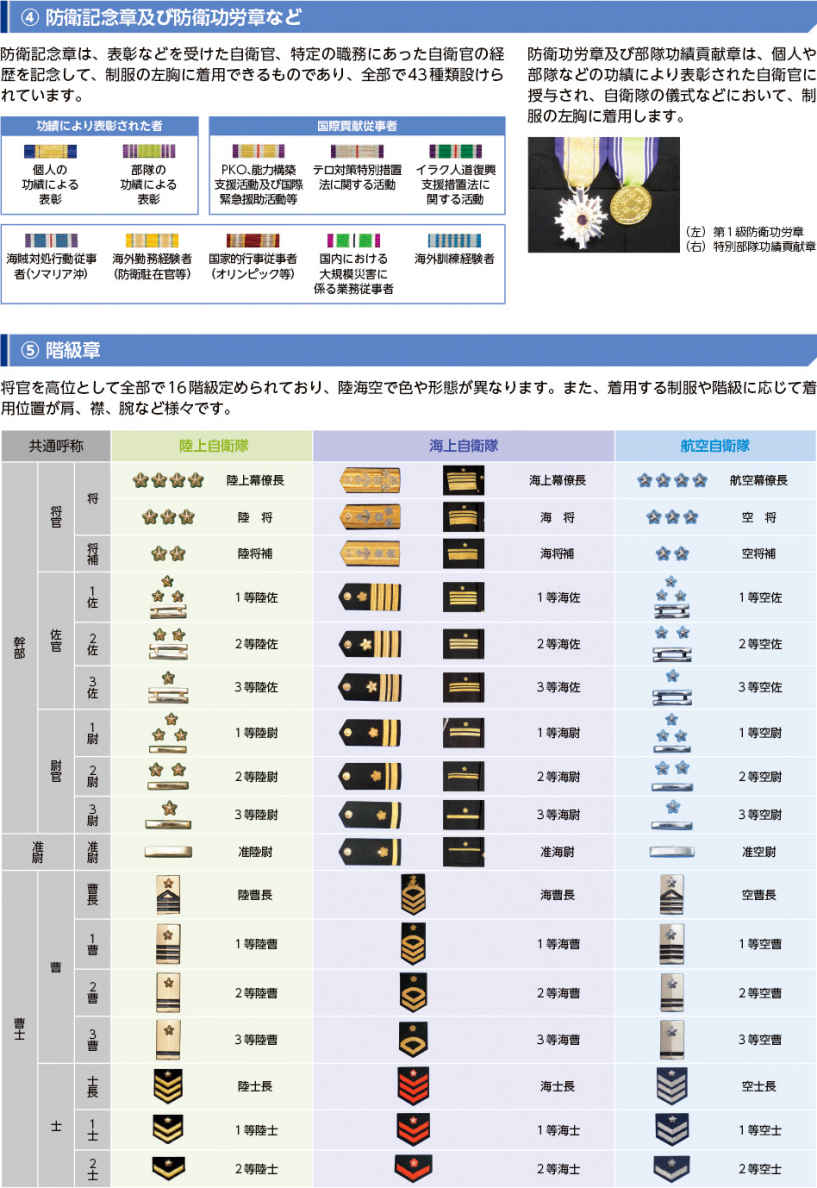 ④ 防衛記念章及び防衛功労章など
防衛記念章は、表彰などを受けた自衛官、特定の職務にあった自衛官の経
歴を記念して、制服の左胸に着用できるものであり、全部で43種類設けら
れています。
功績により表彰された者
個人の
功績による
表彰
部隊の
功績による
表彰
国際貢献従事者
PKO、能力構築
支援活動及び国際
緊急援助活動等
テロ対策特別措置
法に関する活動
イラク人道復興
支援措置法に
関する活動
海賊対処行動従事
者(ソマリア沖)
海外勤務経験者
(防衛駐在官等)
国家的行事従事者
(オリンピック等)
国内における
大規模災害に
係る業務従事者
海外訓練経験者
防衛功労章及び部隊功績貢献章は、個人や
部隊などの功績により表彰された自衛官に
授与され、自衛隊の儀式などにおいて、制
服の左胸に着用します。
(左) 第1級防衛功労章
(右) 特別部隊功績貢献章
⑤ 階級章
将官を高位として全部で16階級定められており、陸海空で色や形態が異なります。また、着用する制服や階級に応じて着
用位置が肩、襟、腕など様々です。
共通呼称 陸上自衛隊 海上自衛隊 航空自衛隊
幹部
将官
将
陸上幕僚長 海上幕僚長 航空幕僚長
陸 将 海 将 空 将
将補 陸将補 海将補 空将補
佐官
1佐 1等陸佐 1等海佐 1等空佐
2佐 2等陸佐 2等海佐 2等空佐
3佐 3等陸佐 3等海佐 3等空佐
尉官
1尉 1等陸尉 1等海尉 1等空尉
2尉 2等陸尉 2等海尉 2等空尉
3尉 3等陸尉 3等海尉 3等空尉
准尉 准尉 准陸尉 准海尉 准空尉
曹士
曹
曹長 陸曹長 海曹長 空曹長
1曹 1等陸曹 1等海曹 1等空曹
2曹 2等陸曹 2等海曹 2等空曹
3曹 3等陸曹 3等海曹 3等空曹
士
士長 陸士長 海士長 空士長
1士 1等陸士 1等海士 1等空士
2士 2等陸士 2等海士 2等空士